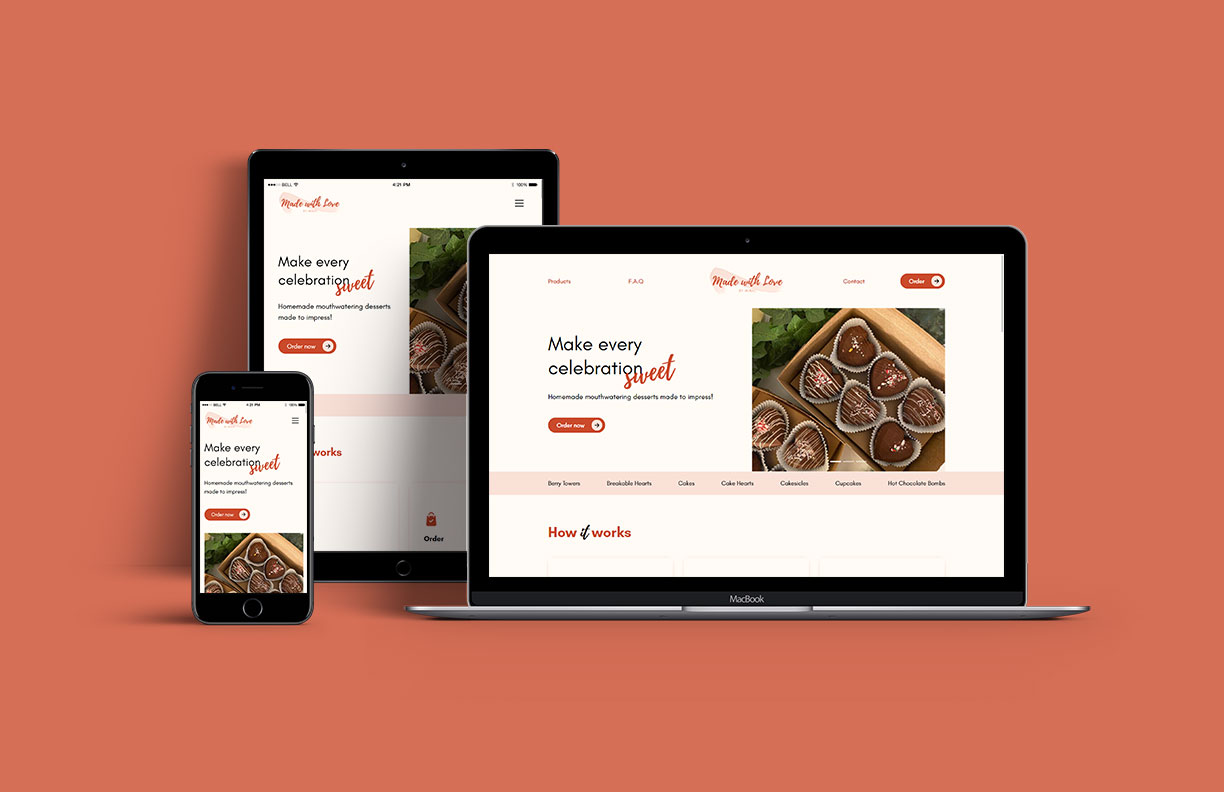 BELL
4:21 PM
100%
Made with Love
Make every
celebration sweet
Homemade mouthwatering desserts
made to impress!
Order now
works
Order
BELL
4:21 PM
100%
Made with Love
Make every
celebration sweet
Homemade mouthwatering desserts
made to impress!
Order now
Products
F.A.Q
Made with Love
Contact
Order
Make every
celebration sweet
Homemade mouthwatering desserts made to impress!
Order now
Berry Towers
Breakable Hearts
Cakes
Cake Hearts
Cakesicles
Cupcakes
Hot Chocolate Bombs
How it works
MacBook